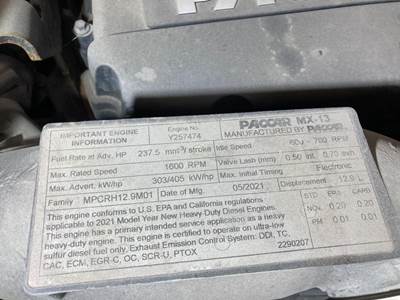 PACCAR MX-13
IMPORTANT ENGINE INFORMATION Engine No. Y257474 MANUFACTURED BY PACCAR
Fuel Rate at Adv. HP 237.5 mm³/stroke Idle Speed 600 - 700 RPM
Max. Rated Speed 1600 RPM Valve Lash (mm) 0.50 Int. 0.70 Exh
Max. Advert. kW/hp 303/405 kW/hp Max. Initial Timing Electronic
Family MPCRH12.9M01 05/2021 Displacement 12.9 L
This engine conforms to U.S. EPA and California regulations STD EPA CARB
applicable to 2021 Model Year New Heavy-Duty Diesel Engines. NOX 0.20 0.20
This engine has a primary intended service application as a heavy
heavy-duty engine. This engine is certified to operate on ultra-low PM 0.01 0.01
sulfur diesel fuel only. Exhaust Emission Control System: DDI, TC,
CAC, ECM, EGR-C, OC, SCR-U, PTOX 2290207